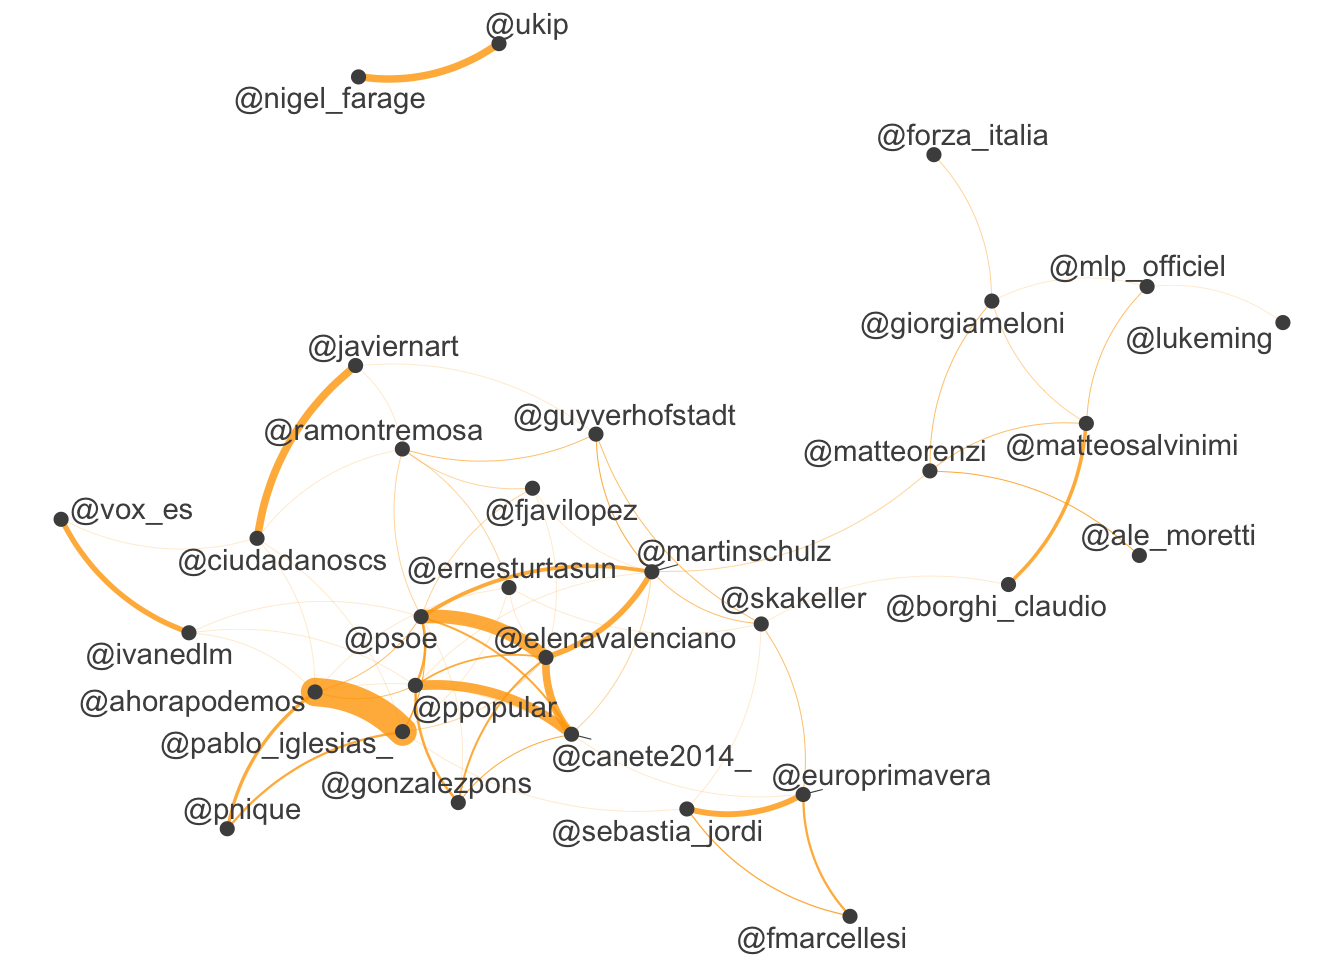 @ukip
@nigel_farage
@forza_italia
@mlp_officiel
@giorgiameloni
@lukeming
@javiernart
@guyverhofstadt
@ramontremosa
@matteosalvinimi
@matteorenzi
@vox_es
@fjavilopez
@ale_moretti
@martinschulz
@ciudadanoscs
@ernesturtasun
@skakeller
@borghi_claudio
@psoe
@elenavalenciano
@ivanedlm
@ahorapodemos
@ppopular
@pablo_iglesias_
@canete2014_
@europrimavera
@gonzalezpons
@pnique
@sebastia_jordi
@fmarcellesi